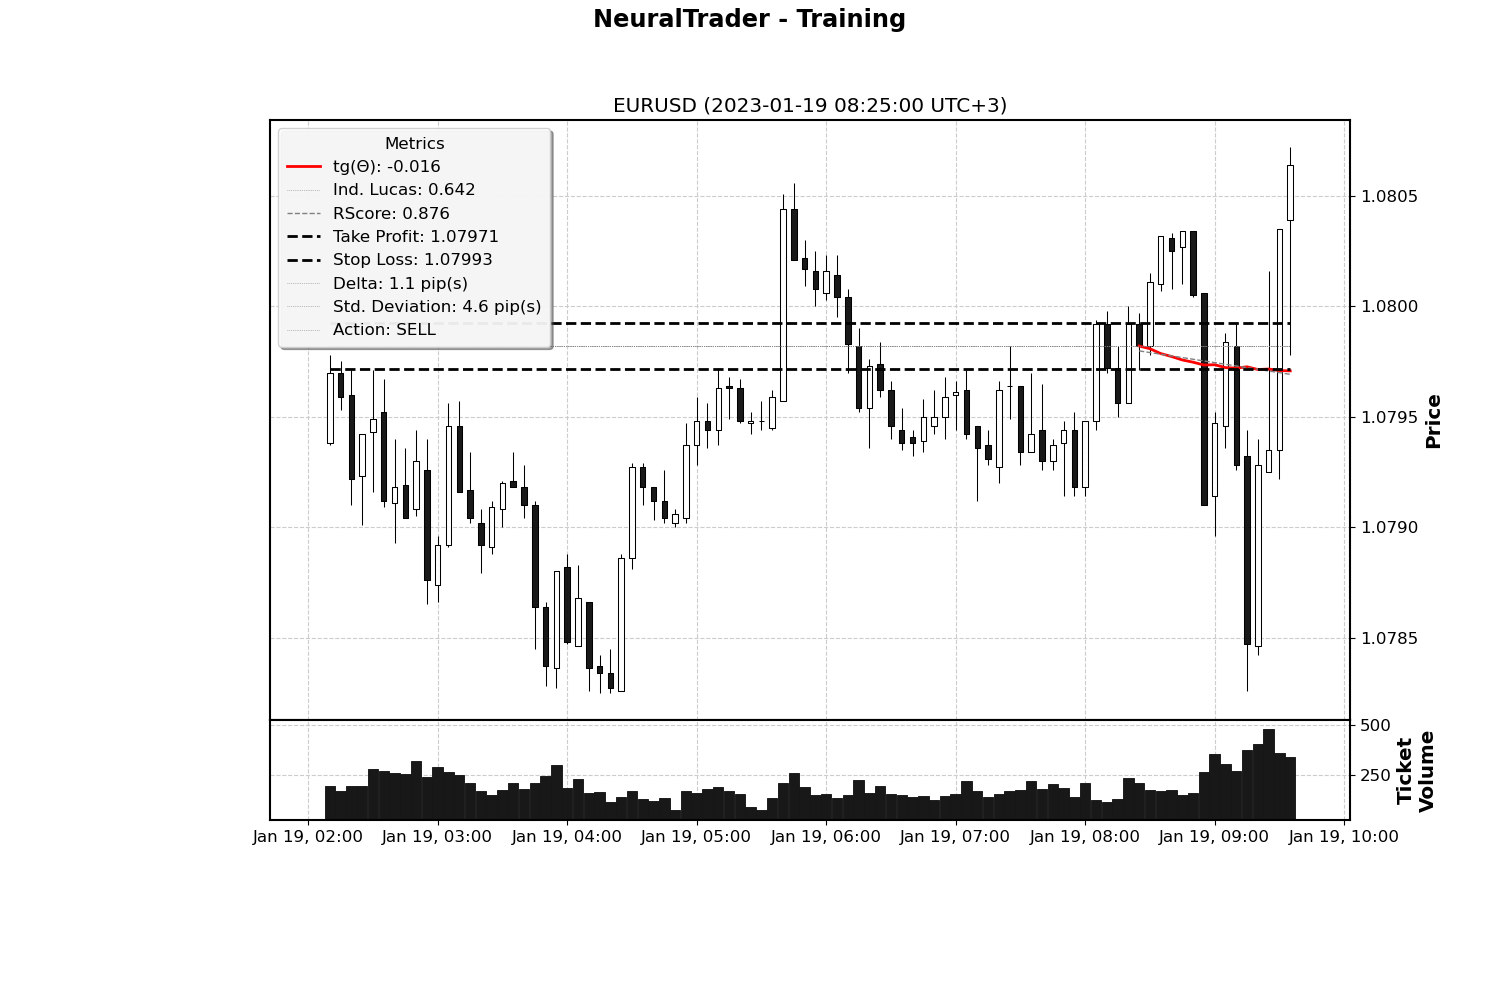 NeuralTrader - Training
EURUSD (2023-01-19 08:25:00 UTC+3)
Metrics
tg(Θ): -0.016
Ind. Lucas: 0.642
RScore: 0.876
Take Profit: 1.07971
Stop Loss: 1.07993
Delta: 1.1 pip(s)
Std. Deviation: 4.6 pip(s)
Action: SELL
1.0805
1.0800
1.0795
1.0790
1.0785
Price
500
250
Ticket
Volume
Jan 19, 02:00
Jan 19, 03:00
Jan 19, 04:00
Jan 19, 05:00
Jan 19, 06:00
Jan 19, 07:00
Jan 19, 08:00
Jan 19, 09:00
Jan 19, 10:00